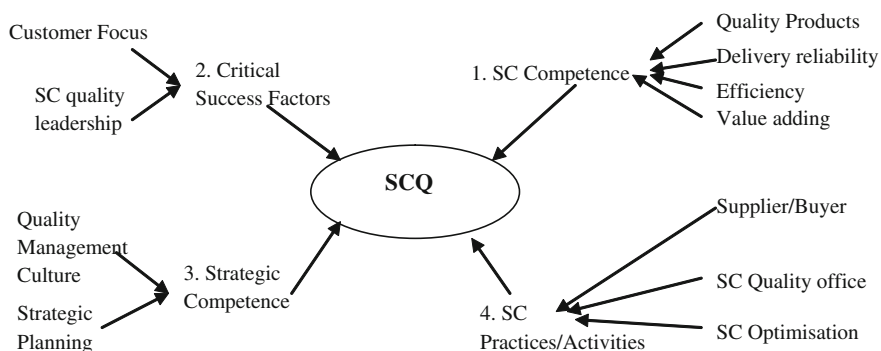 Customer Focus
SC quality
leadership
2. Critical
Success Factors
1. SC Competence
Quality Products
Delivery reliability
Efficiency
Value adding
SCQ
Quality
Management
Culture
Strategic
Planning
3. Strategic
Competence
4. SC
Practices/Activities
Supplier/Buyer
SC Quality office
SC Optimisation